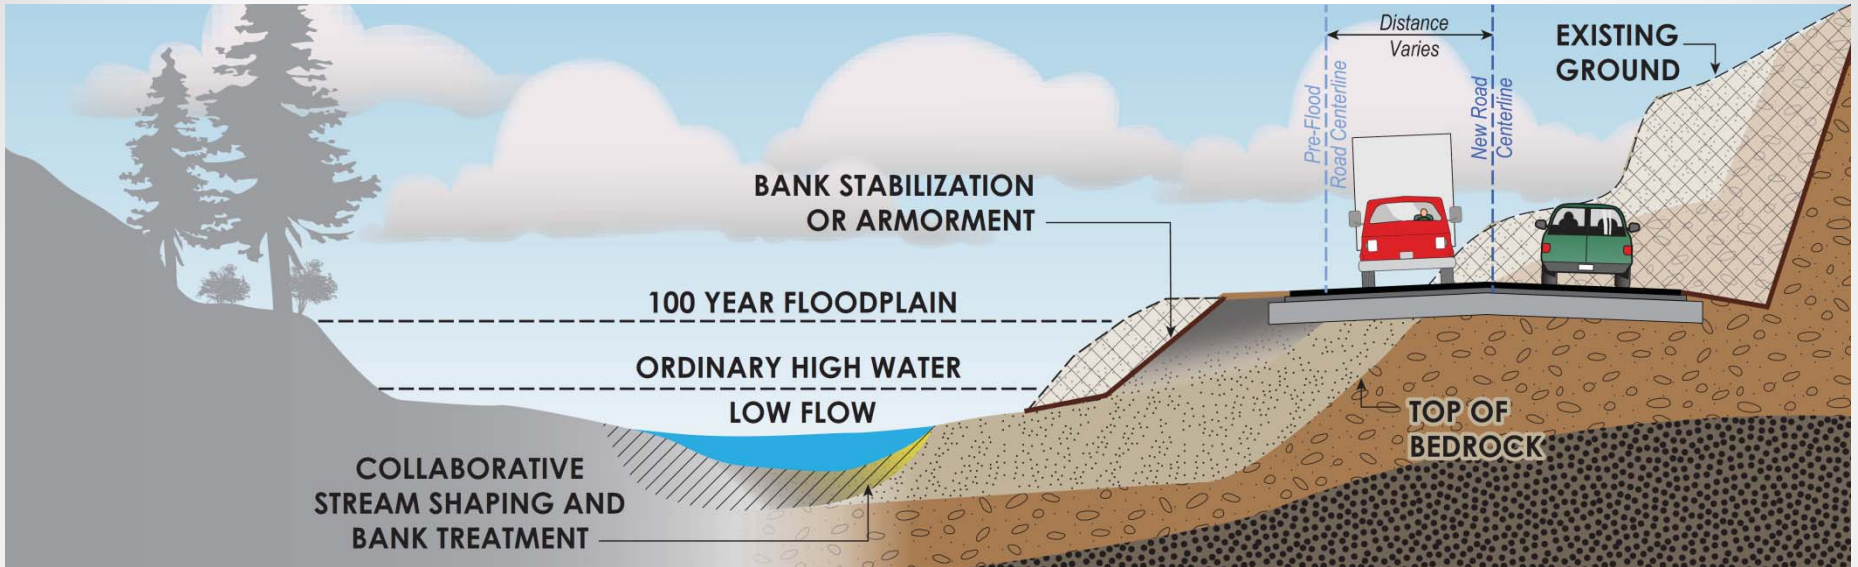 Distance
Varies
EXISTING
GROUND
Pre-Flood
Road Centerline
New Road
Centerline
BANK STABILIZATION
OR ARMORMENT
100 YEAR FLOODPLAIN
ORDINARY HIGH WATER
LOW FLOW
TOP OF
BEDROCK
COLLABORATIVE
STREAM SHAPING AND
BANK TREATMENT